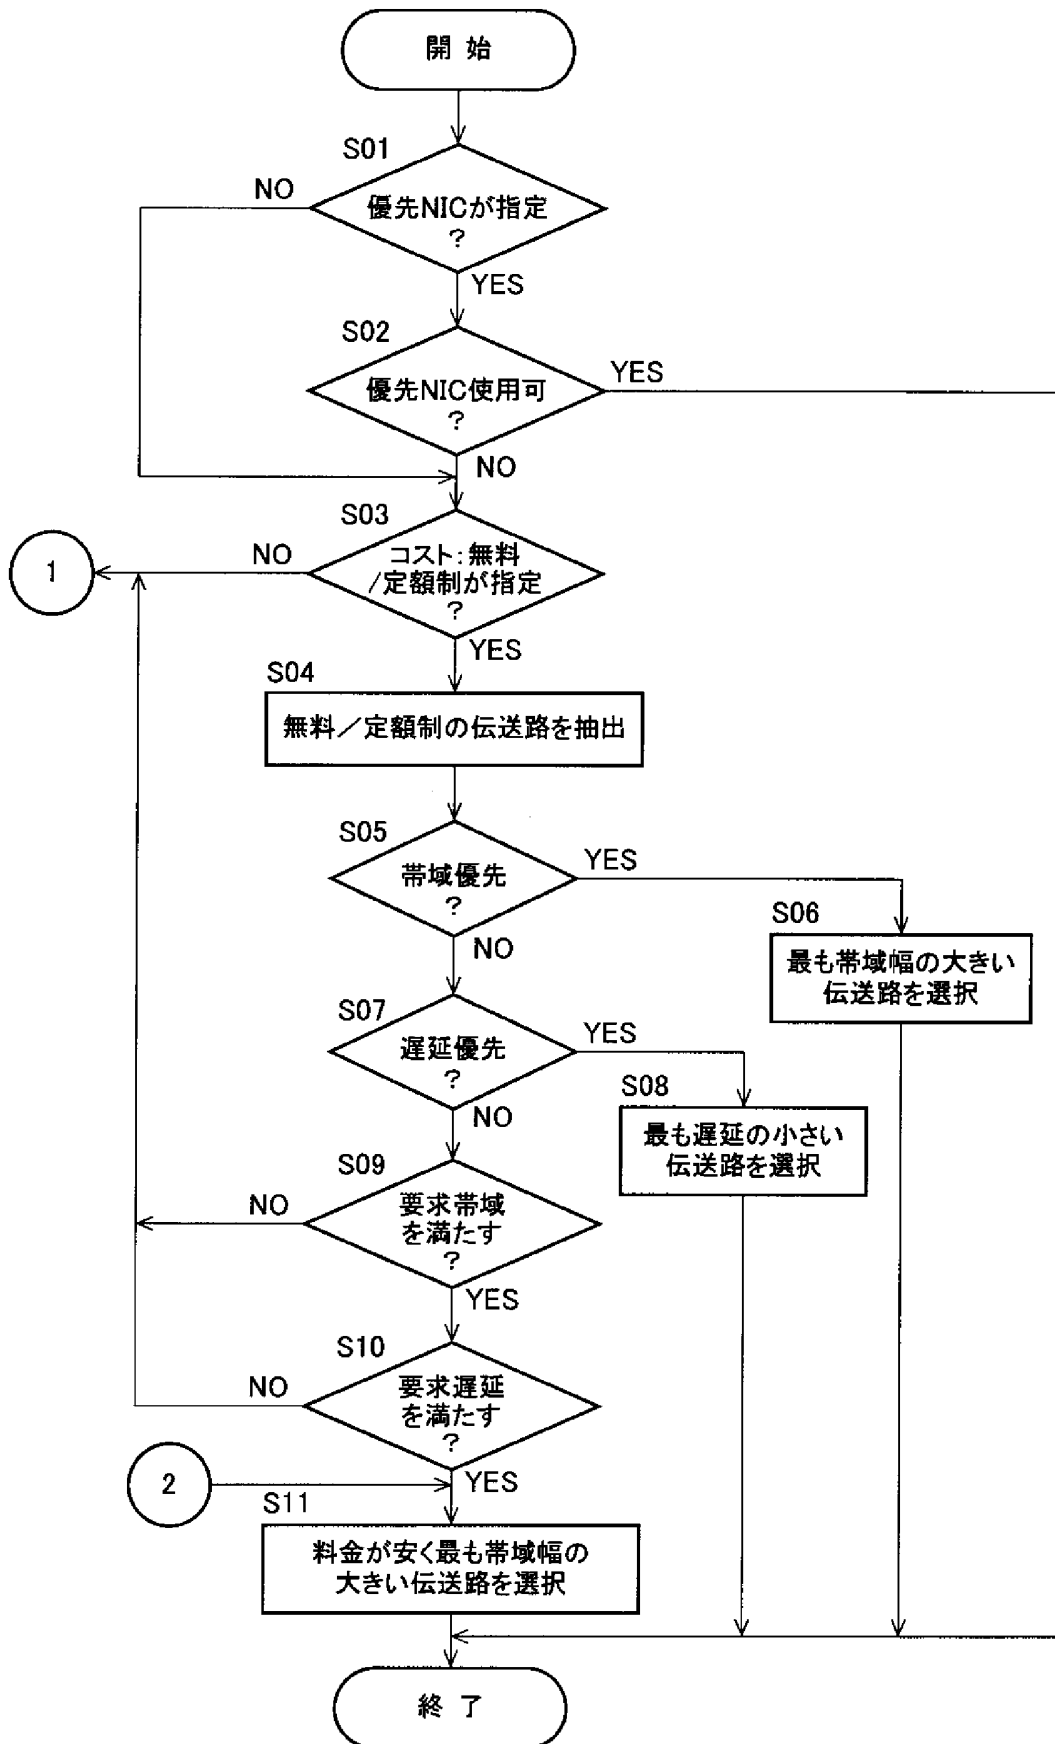 開 始
S01
NO
優先NICが指定
?
YES
S02
YES
優先NIC使用可
?
NO
S03
NO
コスト:無料
/定額制が指定
?
1
YES
S04
無料/定額制の伝送路を抽出
S05
YES
帯域優先
?
S06
NO
最も帯域幅の大きい
伝送路を選択
S07
YES
遅延優先
?
S08
NO
最も遅延の小さい
伝送路を選択
S09
NO
要求帯域
を満たす
?
YES
S10
NO
要求遅延
を満たす
?
2
YES
S11
料金が安く最も帯域幅の
大きい伝送路を選択
終 了